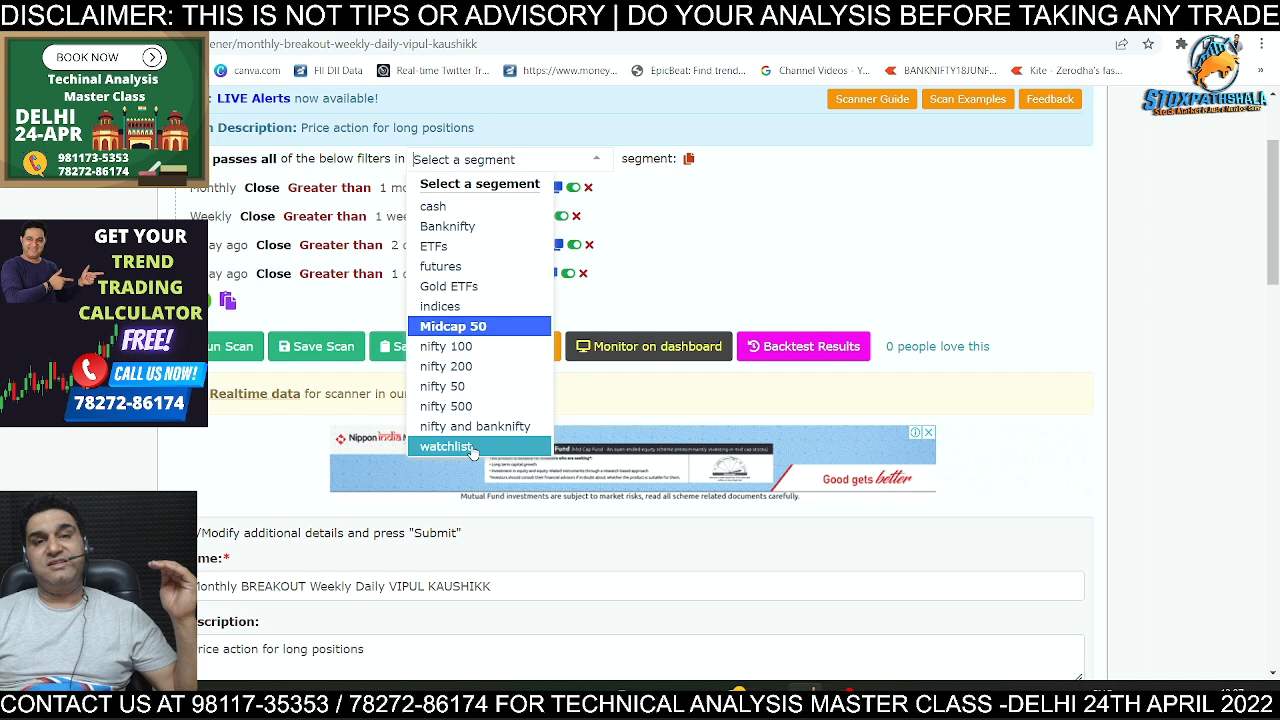 DISCLAIMER: THIS IS NOT TIPS OR ADVISORY | DO YOUR ANALYSIS BEFORE TAKING ANY TRADE
ener/monthly-breakout-weekly-daily-vipul-kaushikk
canva.com
FII DII Data
Real-time Twitter Tr...
https://www.money...
EpicBeat: Find trend...
Channel Videos - Y...
BANKNIFTY18JUNF...
Kite - Zerodha's fas...
»
BOOK NOW
Techinal Analysis
Master Class
DELHI
24-APR
981173-5353
78272-86174
STOXPATHSHALA
LIVE Alerts now available!
Scanner Guide
Scan Examples
Feedback
Description: Price action for long positions
passes all of the below filters in
Select a segment
segment:
Monthly Close Greater than 1 mo
Weekly Close Greater than 1 wee
ay ago Close Greater than 2 d
ay ago Close Greater than 1 d
Select a segement
cash
Banknifty
ETFs
futures
Gold ETFs
indices
Midcap 50
nifty 100
nifty 200
nifty 50
nifty 500
nifty and banknifty
watchlist
GET YOUR
TREND
TRADING
CALCULATOR
FREE!
CALL US NOW!
78272-86174
un Scan
Save Scan
Sa
Monitor on dashboard
Backtest Results
0 people love this
Realtime data for scanner in our
Nippon india M
Fund
Good gets better
Mutual Fund investments are subject to market risks, read all scheme related documents carefully.
/Modify additional details and press "Submit"
me:*
Monthly BREAKOUT Weekly Daily VIPUL KAUSHIKK
scription:
rice action for long positions
CONTACT US AT 98117-35353 / 78272-86174 FOR TECHNICAL ANALYSIS MASTER CLASS -DELHI 24TH APRIL 2022